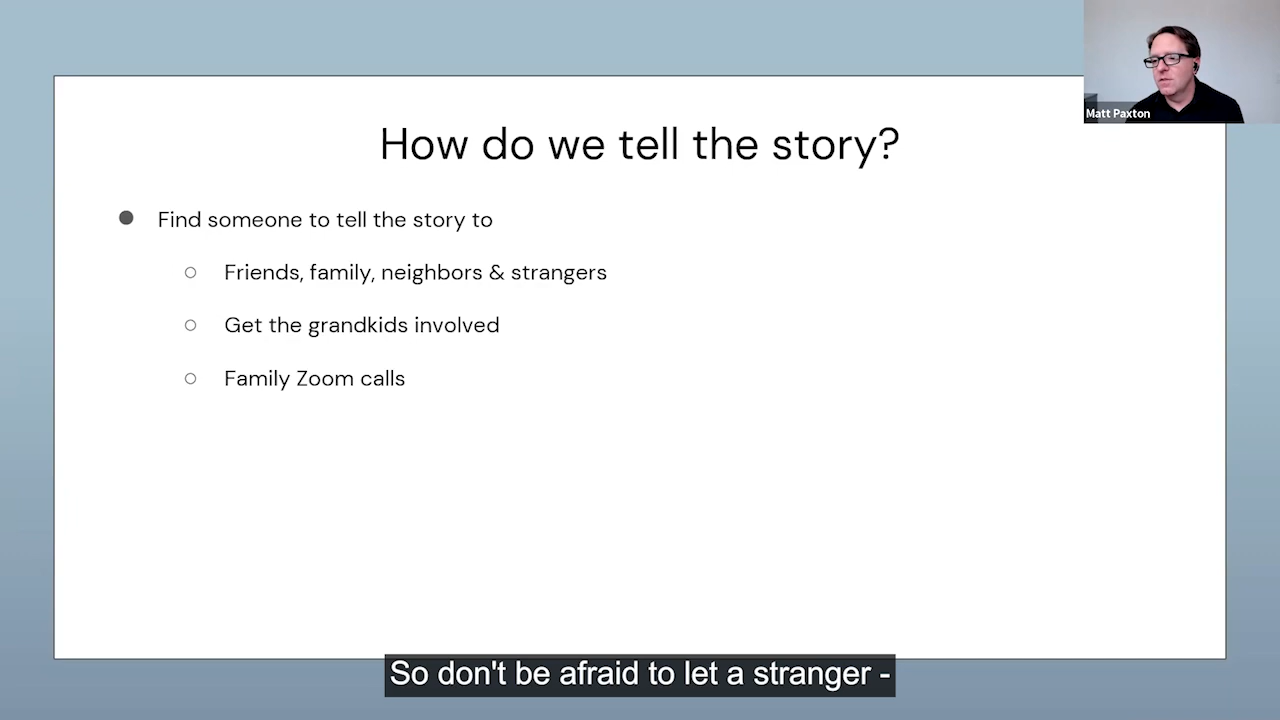 Matt Paxton
How do we tell the story?
Find someone to tell the story to
Friends, family, neighbors & strangers
Get the grandkids involved
Family Zoom calls
So don't be afraid to let a stranger -